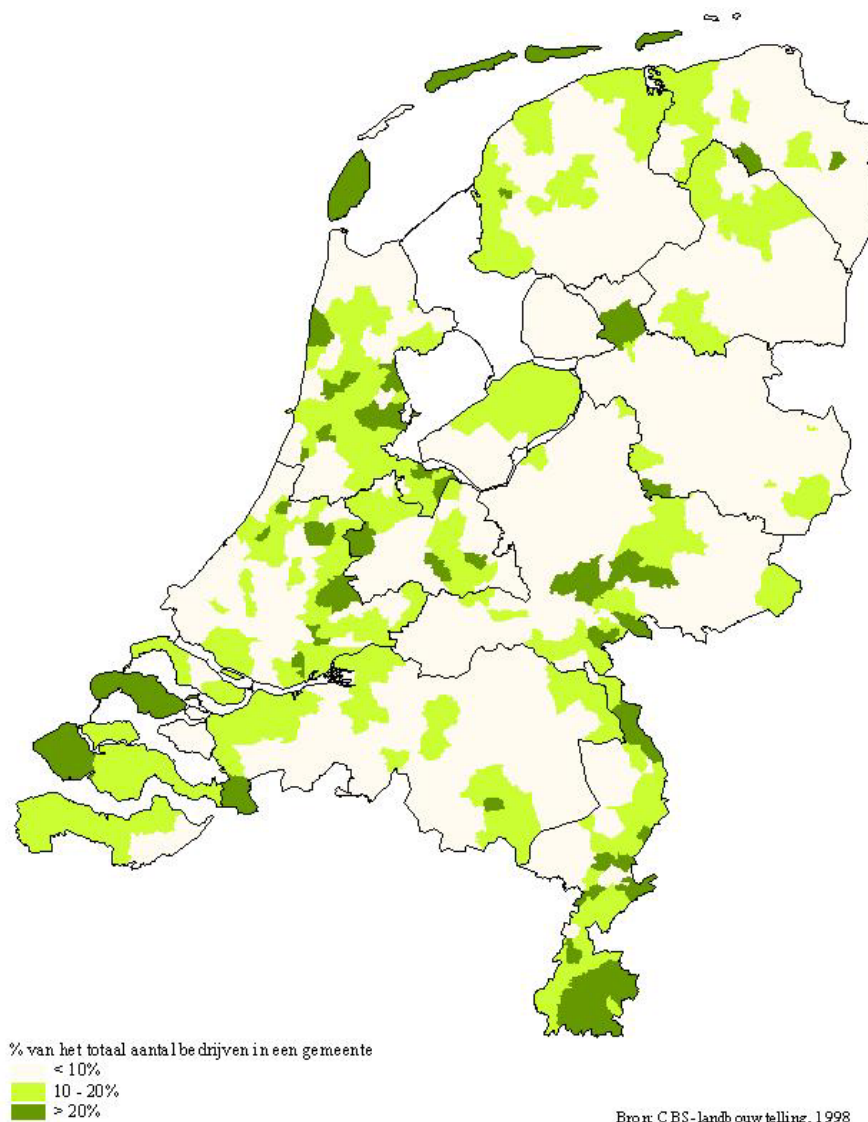 % van het totaal aantal bedrijven in een gemeente
< 10%
10 - 20%
> 20%
Bron: CBS-landbouwtelling, 1998